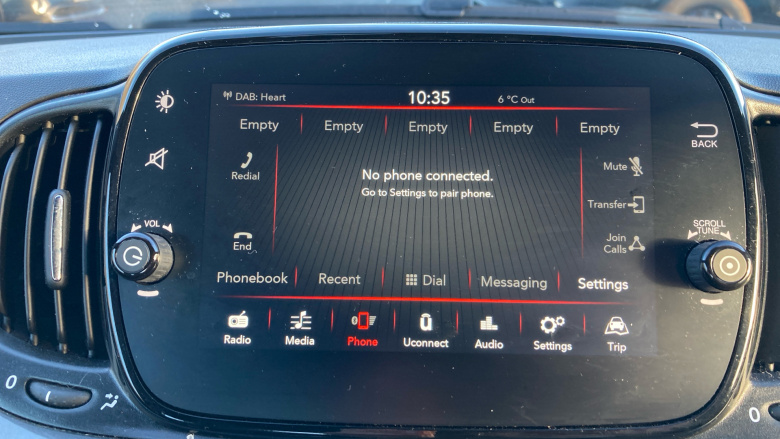 DAB: Heart 10:35 6 °C Out
Empty Empty Empty Empty Empty
BACK
No phone connected.
Go to Settings to pair phone.
Redial
Mute
Transfer
VOL
SCROLL
TUNE
End
Join
Calls
Phonebook Recent Dial Messaging Settings
Radio Media Phone Uconnect Audio Settings Trip
0
0